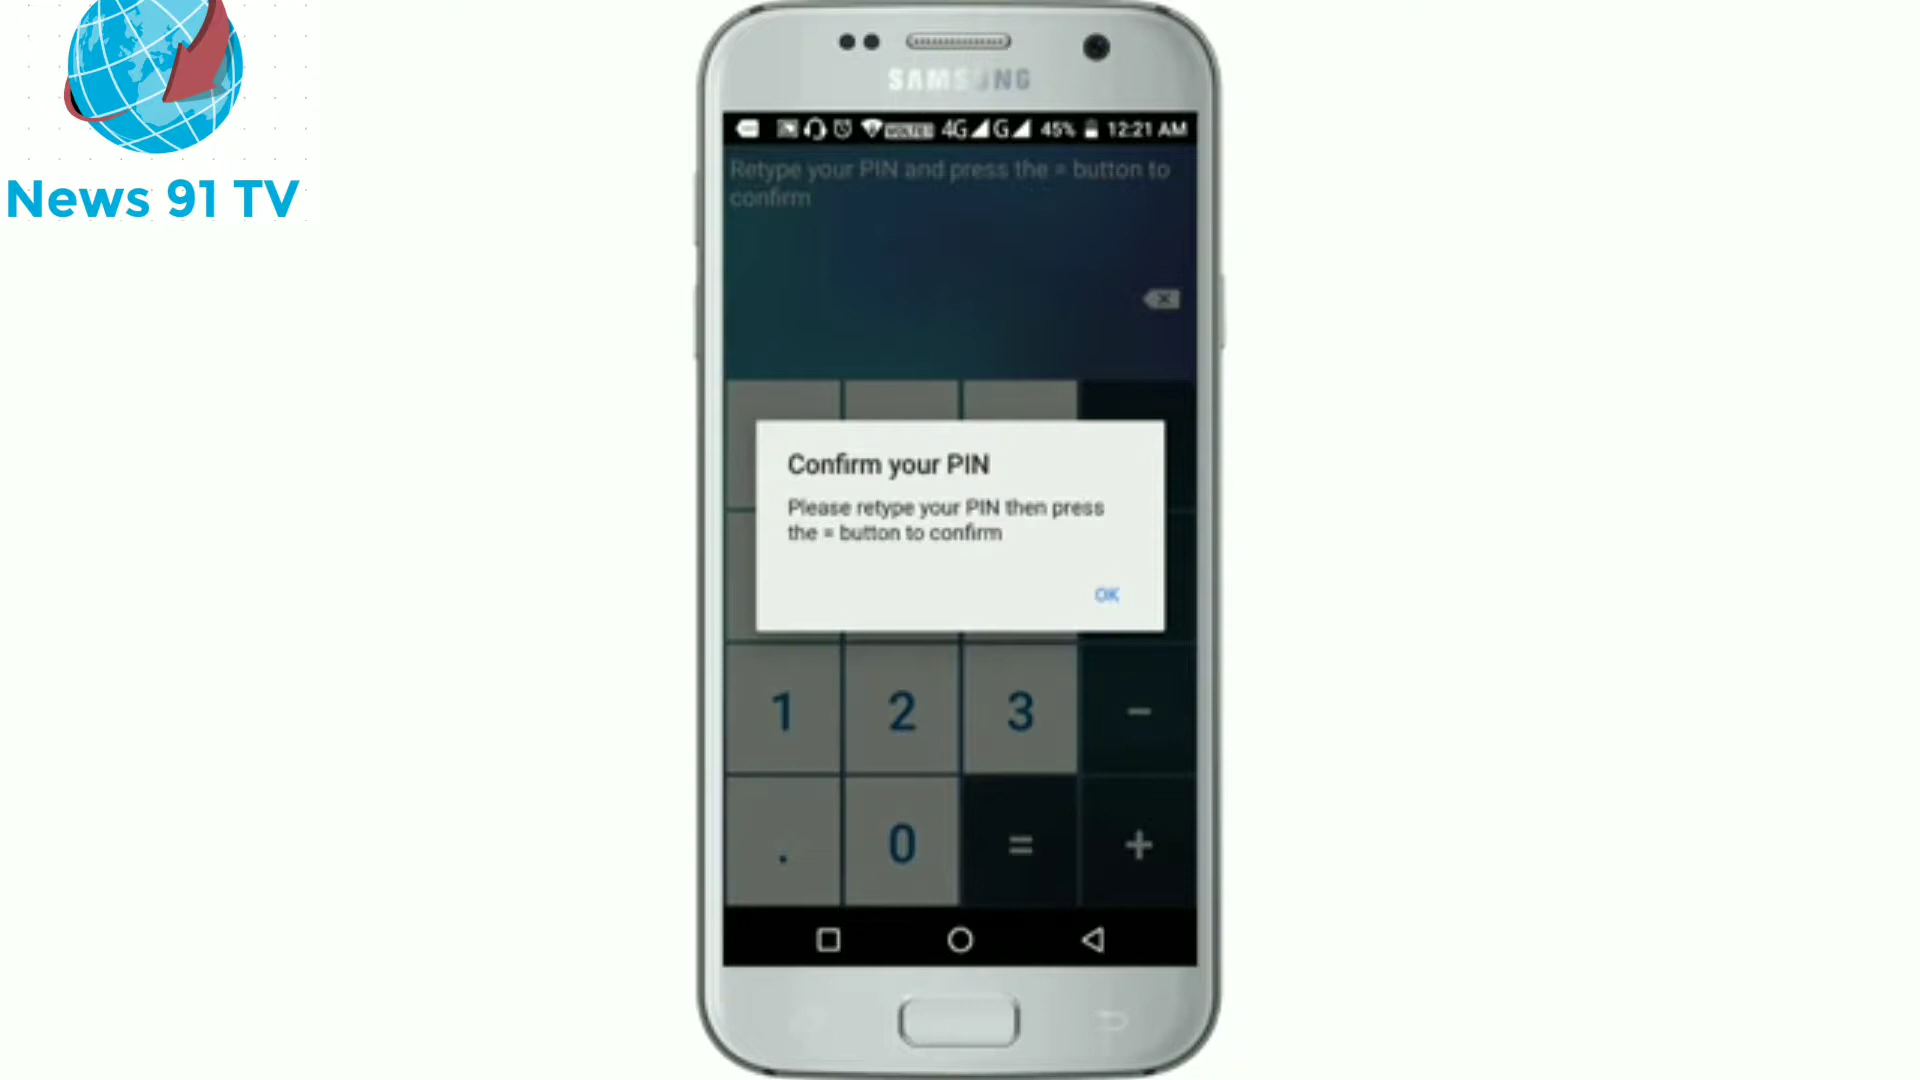 News 91 TV
SAMSUNG
VOLTE1 4G G 45% 12:21 AM
Retype your PIN and press the = button to
confirm
Confirm your PIN
Please retype your PIN then press
the = button to confirm
OK
1 2 3 −
. 0 = +